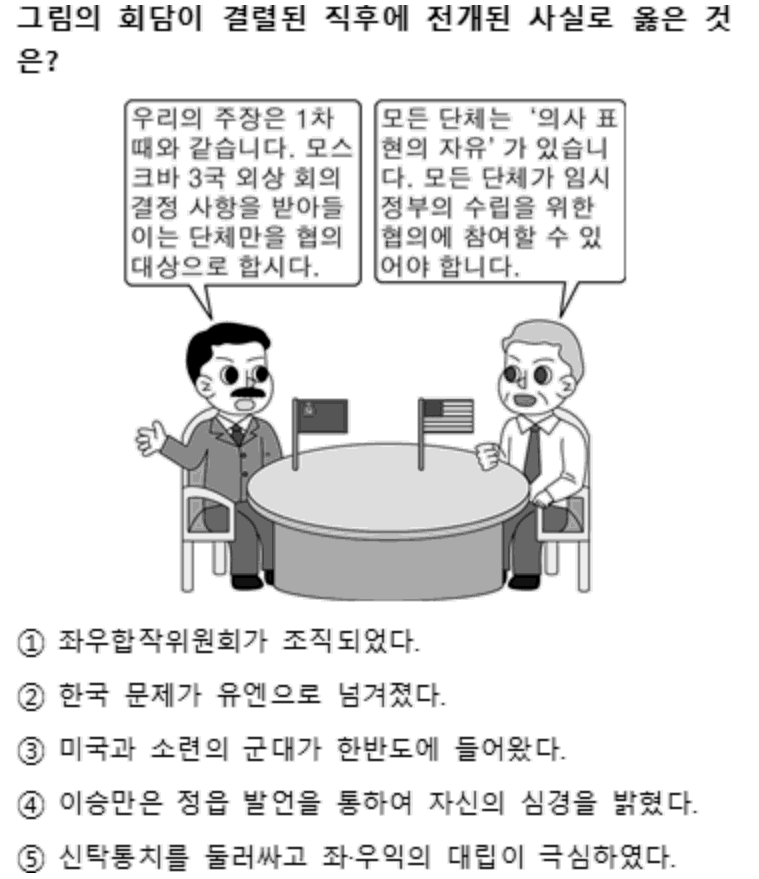 그림의 회담이 결렬된 직후에 전개된 사실로 옳은 것
은?
우리의 주장은 1차
때와 같습니다. 모스
크바 3국 외상 회의
결정 사항을 받아들
이는 단체만을 협의
대상으로 합시다.
모든 단체는 '의사 표
현의 자유' 가 있습니
다. 모든 단체가 임시
정부의 수립을 위한
협의에 참여할 수 있
어야 합니다.
① 좌우합작위원회가 조직되었다.
② 한국 문제가 유엔으로 넘겨졌다.
③ 미국과 소련의 군대가 한반도에 들어왔다.
④ 이승만은 정읍 발언을 통하여 자신의 심경을 밝혔다.
⑤ 신탁통치를 둘러싸고 좌·우익의 대립이 극심하였다.